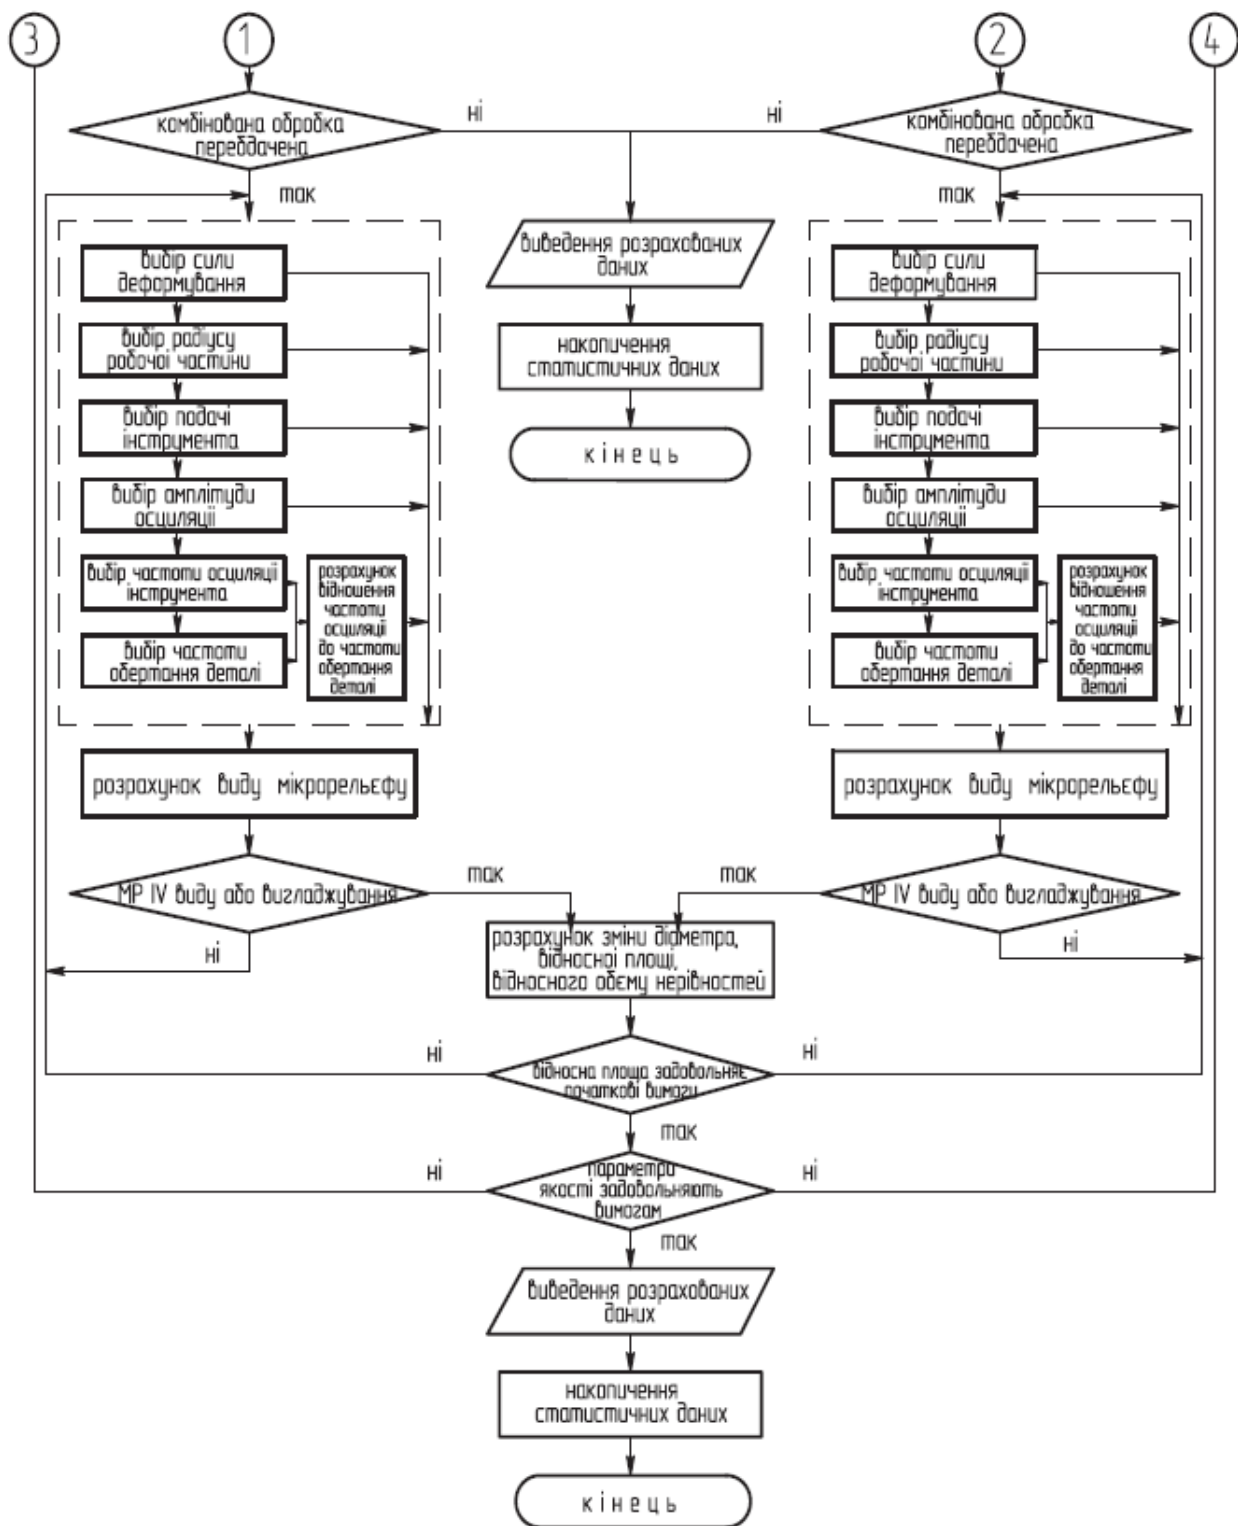 3
1
2
4
комбінована обробка
передбачена
ні
ні
комбінована обробка
передбачена
так
так
вибір сили
деформування
вибір радіусу
робочої частини
вибір подачі
інструмента
вибір амплітуди
осциляції
вибір частоти осциляції
інструмента
вибір частоти
обертання деталі
розрахунок
відношення
частоти
осциляції
до частоти
обертання
деталі
виведення розрахованих
даних
накопичення
статистичних даних
кінець
вибір сили
деформування
вибір радіусу
робочої частини
вибір подачі
інструмента
вибір амплітуди
осциляції
вибір частоти осциляції
інструмента
вибір частоти
обертання деталі
розрахунок
відношення
частоти
осциляції
до частоти
обертання
деталі
розрахунок виду мікрорельєфу
розрахунок виду мікрорельєфу
МР IV виду або вигладжування
так
так
МР IV виду або вигладжування
ні
ні
розрахунок зміни діаметра,
відносної площі,
відносного обєму нерівностей
ні
ні
відносна площа задовольняє
початкові вимоги
так
ні
ні
параметри
якості задовольняють
вимогам
так
виведення розрахованих
даних
накопичення
статистичних даних
кінець